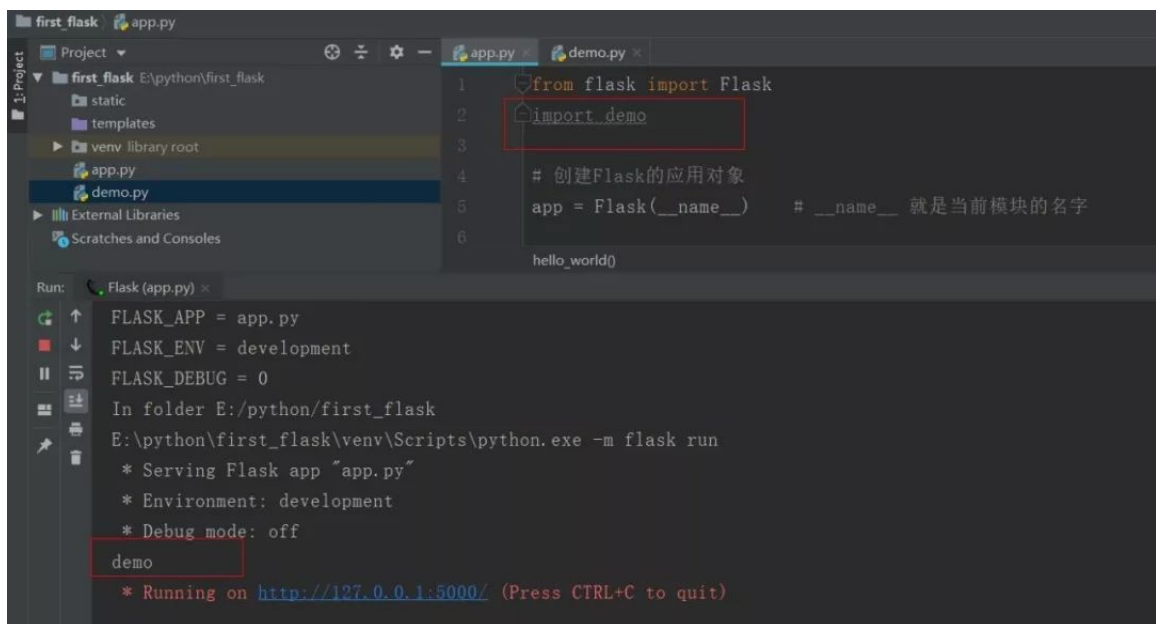 first_flask app.py
Project
app.py
demo.py
1: Project
first_flask E:\python\first_flask
static
templates
venv library root
app.py
demo.py
External Libraries
Scratches and Consoles
1 from flask import Flask
2 import demo
3
4 # 创建Flask的应用对象
5 app = Flask(__name__) # __name__ 就是当前模块的名字
6
hello_world()
Run: Flask (app.py)
FLASK_APP = app.py
FLASK_ENV = development
FLASK_DEBUG = 0
In folder E:/python/first_flask
E:\python\first_flask\venv\Scripts\python.exe -m flask run
* Serving Flask app "app.py"
* Environment: development
* Debug mode: off
demo
* Running on http://127.0.0.1:5000/ (Press CTRL+C to quit)